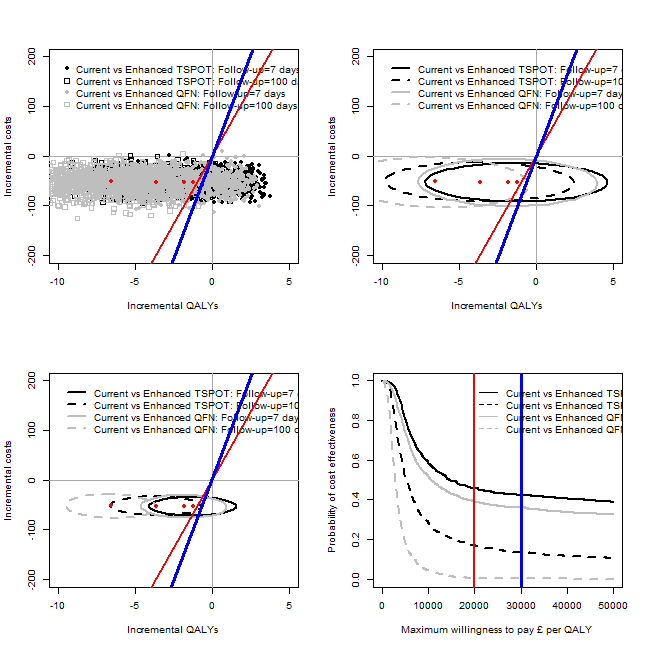 Current vs Enhanced TSPOT: Follow-up=7 days
Current vs Enhanced TSPOT: Follow-up=100 days
Current vs Enhanced QFN: Follow-up=7 days
Current vs Enhanced QFN: Follow-up=100 days
Incremental costs
-200
-100
0
100
200
-10
-5
0
5
Incremental QALYs
Current vs Enhanced TSPOT: Follow-up=7
Current vs Enhanced TSPOT: Follow-up=10
Current vs Enhanced QFN: Follow-up=7 day
Current vs Enhanced QFN: Follow-up=100 d
Incremental costs
-200
-100
0
100
200
-10
-5
0
5
Incremental QALYs
Current vs Enhanced TSPOT: Follow-up=7
Current vs Enhanced TSPOT: Follow-up=10
Current vs Enhanced QFN: Follow-up=7 day
Current vs Enhanced QFN: Follow-up=100 d
Incremental costs
-200
-100
0
100
200
-10
-5
0
5
Incremental QALYs
Current vs Enhanced TSP
Current vs Enhanced TSP
Current vs Enhanced QFN
Current vs Enhanced QFN
Probability of cost effectiveness
0.0
0.2
0.4
0.6
0.8
1.0
0
10000
20000
30000
40000
50000
Maximum willingness to pay £ per QALY